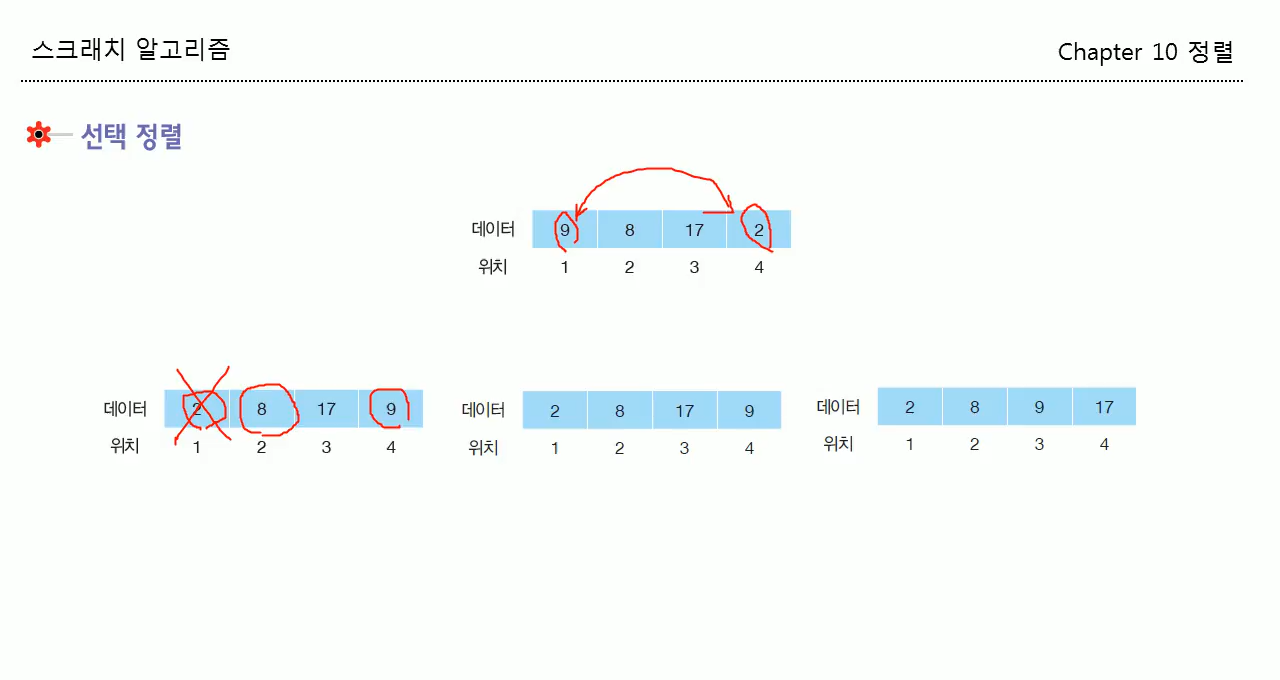 스크래치 알고리즘
Chapter 10 정렬
선택 정렬
데이터 9 8 17 2
위치 1 2 3 4
데이터 2 8 17 9
위치 1 2 3 4
데이터 2 8 17 9
위치 1 2 3 4
데이터 2 8 9 17
위치 1 2 3 4